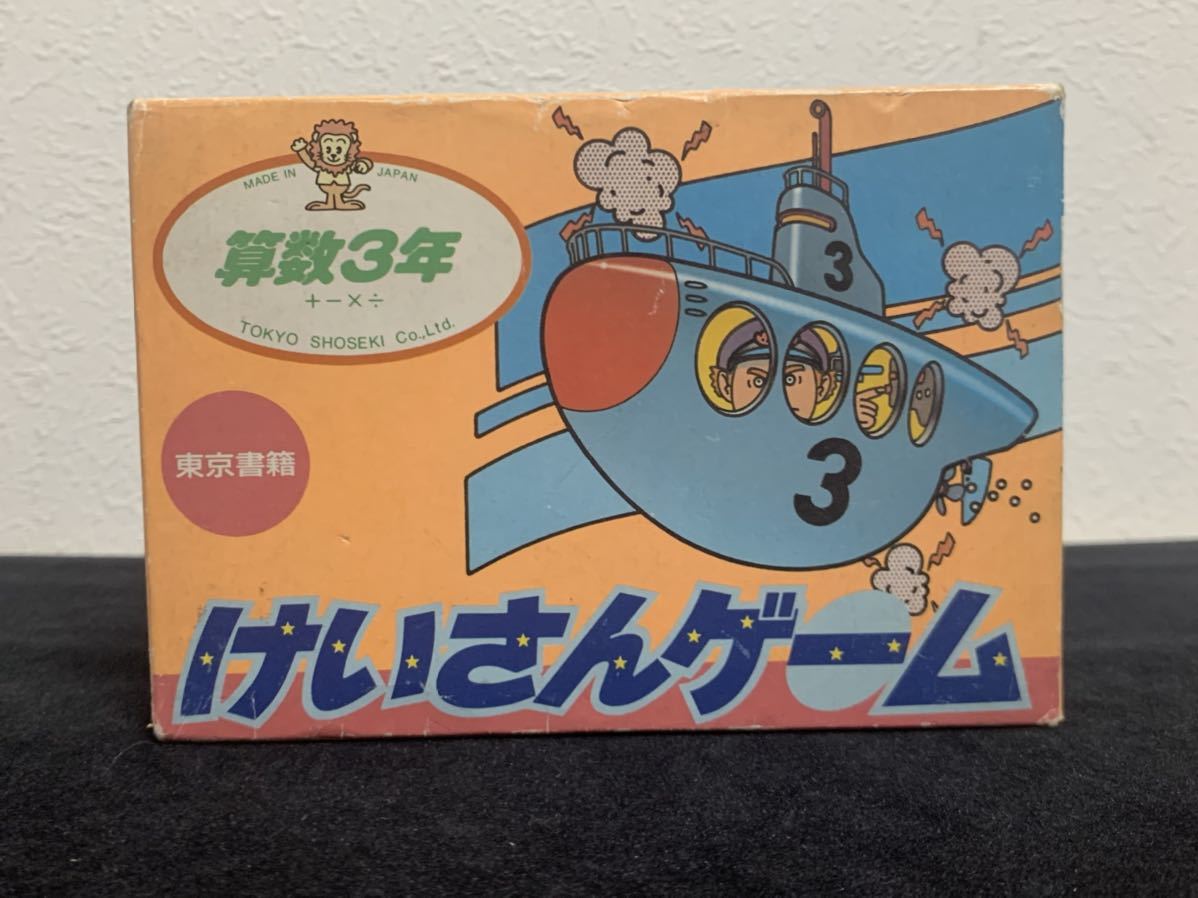 MADE IN JAPAN
算数3年
+-×÷
TOKYO SHOSEKI Co.,Ltd.
3
東京書籍
3
けいさんゲーム